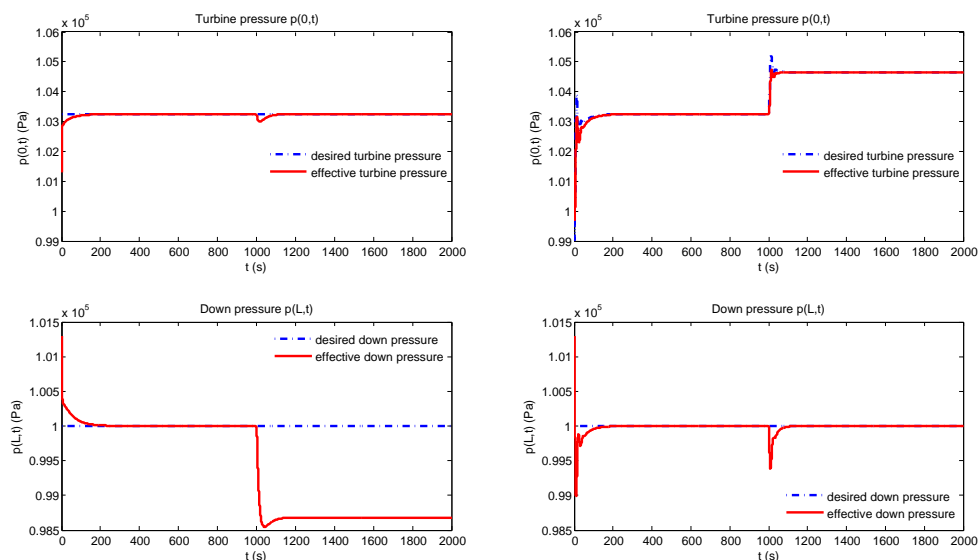 Turbine pressure p(0,t)
x 10^5
1.06
1.05
1.04
1.03
1.02
1.01
1
0.99
p(0,t) (Pa)
desired turbine pressure
effective turbine pressure
0 200 400 600 800 1000 1200 1400 1600 1800 2000
t (s)
Turbine pressure p(0,t)
x 10^5
1.06
1.05
1.04
1.03
1.02
1.01
1
0.99
p(0,t) (Pa)
desired turbine pressure
effective turbine pressure
0 200 400 600 800 1000 1200 1400 1600 1800 2000
t (s)
Down pressure p(L,t)
x 10^5
1.015
1.01
1.005
1
0.995
0.99
0.985
p(L,t) (Pa)
desired down pressure
effective down pressure
0 200 400 600 800 1000 1200 1400 1600 1800 2000
t (s)
Down pressure p(L,t)
x 10^5
1.015
1.01
1.005
1
0.995
0.99
0.985
p(L,t) (Pa)
desired down pressure
effective down pressure
0 200 400 600 800 1000 1200 1400 1600 1800 2000
t (s)